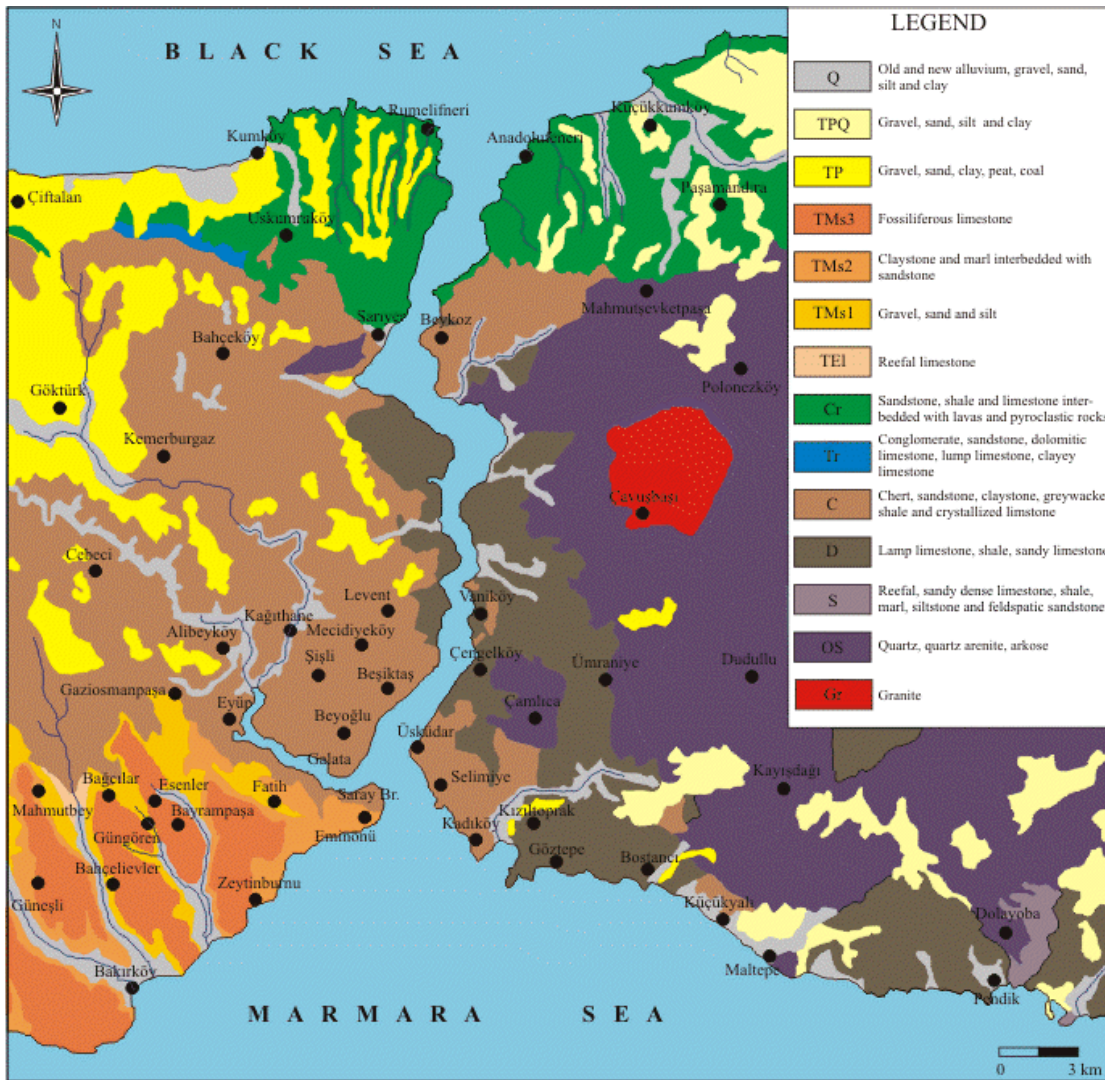 N
BLACK SEA
Rumelifneri
Kumköy
Çiftalan
Uskumraköy
Küçükkumköy
Anadolufeneri
Paşamandıra
Mahmutşevketpaşa
Sarıyer
Beykoz
Bahçeköy
Polonezköy
Göktürk
Kemerburgaz
Çavuşbaşı
Cebeci
Levent
Vaniköy
Kağıthane
Mecidiyeköy
Alibeyköy
Şişli
Çengelköy
Ümraniye
Dudullu
Gaziosmanpaşa
Beşiktaş
Eyüp
Çamlıca
Beyoğlu
Üsküdar
Galata
Bağcılar
Esenler
Fatih
Selimiye
Kayışdağı
Mahmutbey
Bayrampaşa
Saray Br.
Güngören
Eminönü
Kadıköy
Kızıltoprak
Göztepe
Bostancı
Bahçelievler
Zeytinburnu
Güneşli
Küçükyalı
Dolayoba
Maltepe
Bakırköy
Pendik
MARMARA SEA
0 3 km
LEGEND
Q Old and new alluvium, gravel, sand,
silt and clay
TPQ Gravel, sand, silt and clay
TP Gravel, sand, clay, peat, coal
TMs3 Fossiliferous limestone
TMs2 Claystone and marl interbedded with
sandstone
TMs1 Gravel, sand and silt
TEI Reefal limestone
Cr Sandstone, shale and limestone inter-
bedded with lavas and pyroclastic rocks
Tr Conglomerate, sandstone, dolomitic
limestone, lump limestone, clayey
limestone
C Chert, sandstone, claystone, greywacke
shale and crystallized limstone
D Lamp limestone, shale, sandy limestone
S Reefal, sandy dense limestone, shale,
marl, siltstone and feldspatic sandstone
OS Quartz, quartz arenite, arkose
Gr Granite